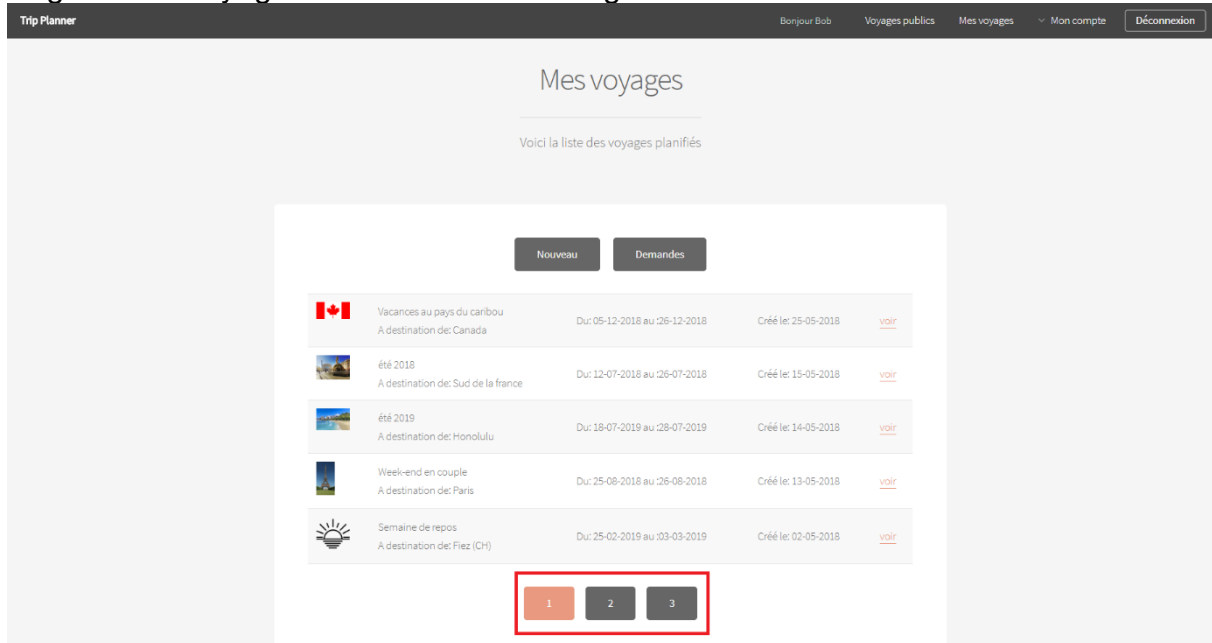 Trip Planner
Bonjour Bob
Voyages publics
Mes voyages
Mon compte
Déconnexion
Mes voyages
Voici la liste des voyages planifiés
Nouveau
Demandes
Vacances au pays du caribou
A destination de: Canada
Du: 05-12-2018 au :26-12-2018
Créé le: 25-05-2018
voir
été 2018
A destination de: Sud de la france
Du: 12-07-2018 au :26-07-2018
Créé le: 15-05-2018
voir
été 2019
A destination de: Honolulu
Du: 18-07-2019 au :28-07-2019
Créé le: 14-05-2018
voir
Week-end en couple
A destination de: Paris
Du: 25-08-2018 au :26-08-2018
Créé le: 13-05-2018
voir
Semaine de repos
A destination de: Fiez (CH)
Du: 25-02-2019 au :03-03-2019
Créé le: 02-05-2018
voir
1
2
3